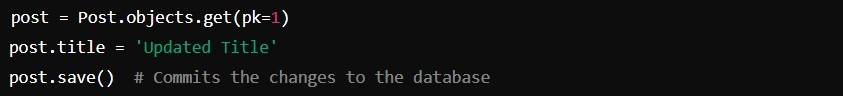 post = Post.objects.get(pk=1)
post.title = 'Updated Title'
post.save()  # Commits the changes to the database